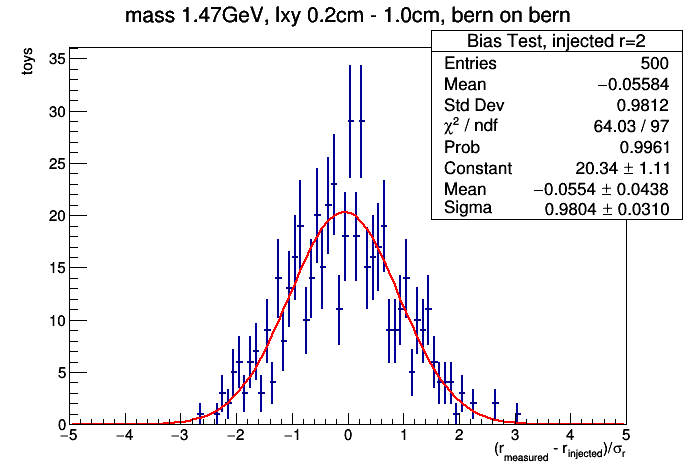 mass 1.47GeV, lxy 0.2cm - 1.0cm, bern on bern
toys
Bias Test, injected r=2
Entries 500
Mean −0.05584
Std Dev 0.9812
χ² / ndf 64.03 / 97
Prob 0.9961
Constant 20.34 ± 1.11
Mean −0.0554 ± 0.0438
Sigma 0.9804 ± 0.0310
35
30
25
20
15
10
5
0
−5 −4 −3 −2 −1 0 1 2 3 4 5
(r_measured - r_injected)/σ_r